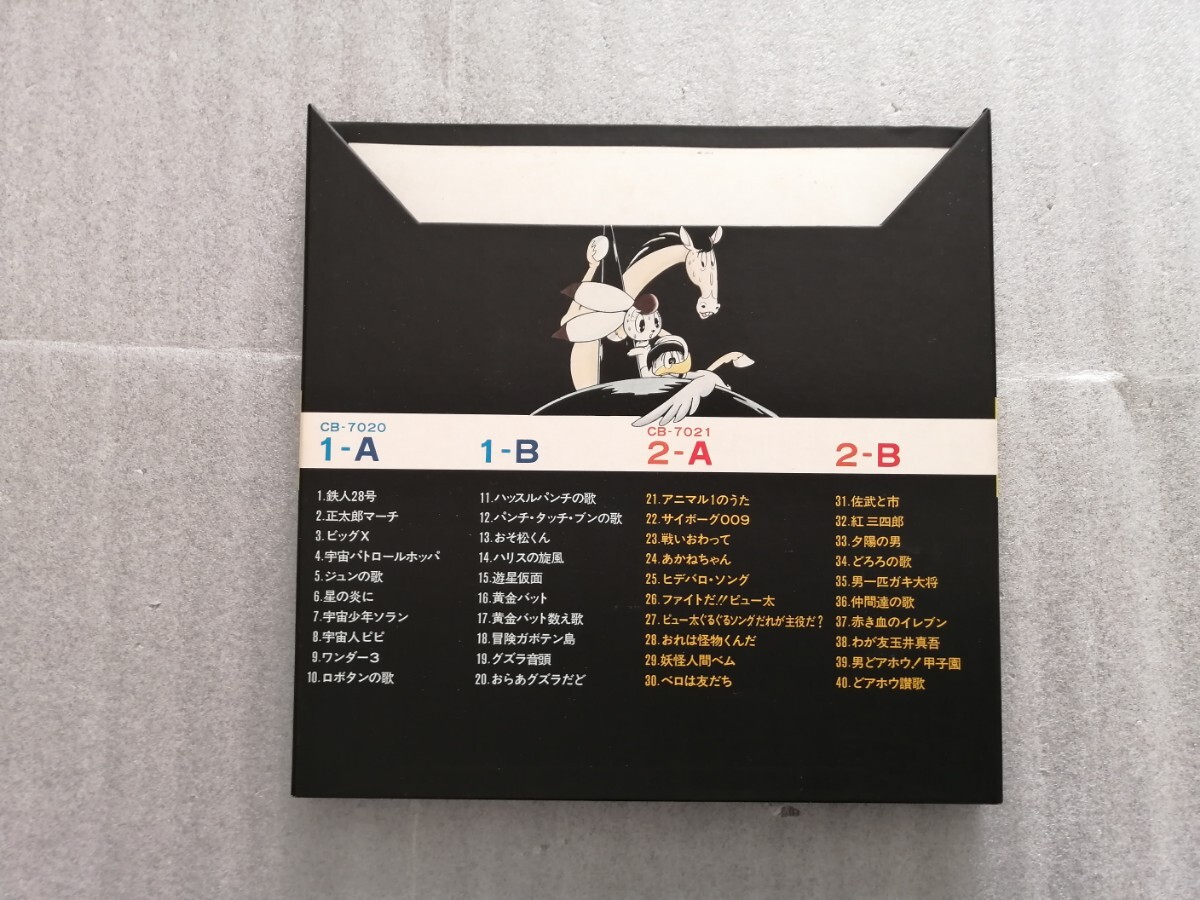 CB-7020
1-A
1.鉄人28号
2.正太郎マーチ
3.ビッグX
4.宇宙パトロールホッパ
5.ジュンの歌
6.星の炎に
7.宇宙少年ソラン
8.宇宙人ピピ
9.ワンダー3
10.ロボタンの歌
1-B
11.ハッスルパンチの歌
12.パンチ・タッチ・ブンの歌
13.おそ松くん
14.ハリスの旋風
15.遊星仮面
16.黄金バット
17.黄金バット数え歌
18.冒険ガボテン島
19.グズラ音頭
20.おらあグズラだど
CB-7021
2-A
21.アニマル1のうた
22.サイボーグ009
23.戦いおわって
24.あかねちゃん
25.ヒデバロ・ソング
26.ファイトだ!!ピュー太
27.ピュー太ぐるぐるソングだれが主役だ?
28.おれは怪物くんだ
29.妖怪人間ベム
30.ベロは友だち
2-B
31.佐武と市
32.紅三四郎
33.夕陽の男
34.どろろの歌
35.男一匹ガキ大将
36.仲間達の歌
37.赤き血のイレブン
38.わが友玉井真吾
39.男どアホウ!甲子園
40.どアホウ讃歌